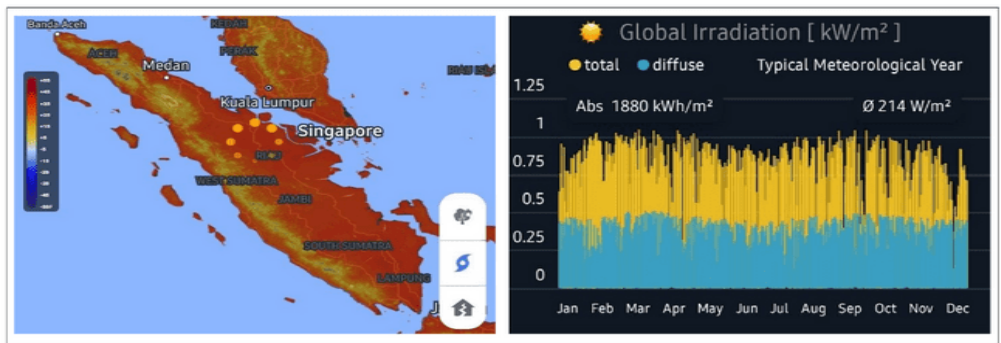 Banda Aceh
KEDAH
ACEH
PERAK
Medan
Kuala Lumpur
Singapore
RIAU
WEST SUMATRA
JAMBI
SOUTH SUMATRA
LAMPUNG
Global Irradiation [ kW/m² ]
total diffuse Typical Meteorological Year
1.25
Abs 1880 kWh/m² Ø 214 W/m²
1
0.75
0.5
0.25
0
Jan Feb Mar Apr May Jun Jul Aug Sep Oct Nov Dec